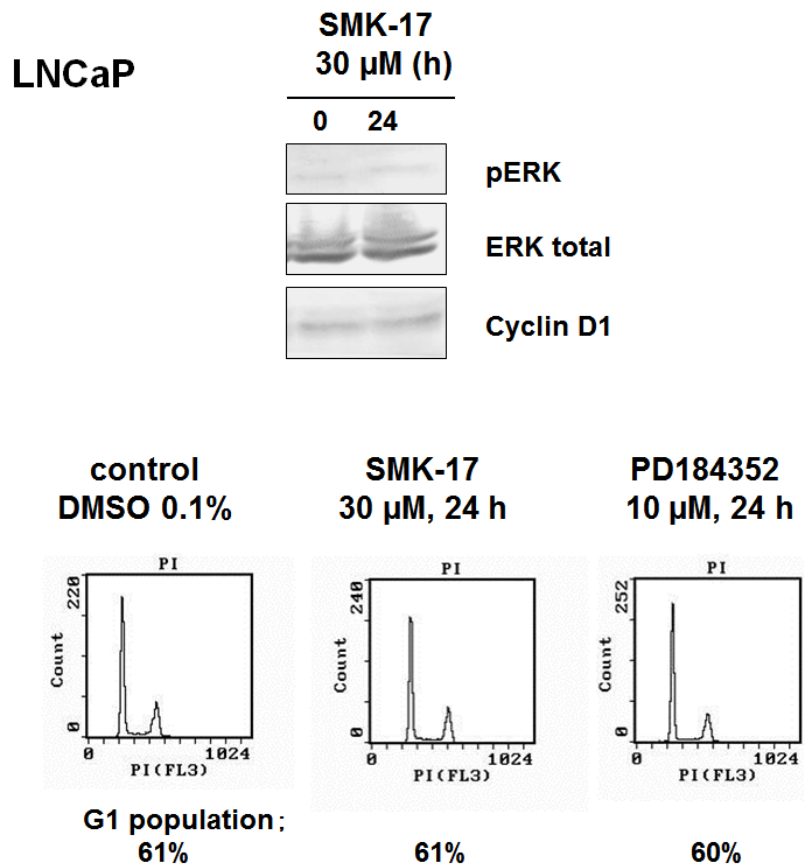 LNCaP
SMK-17
30 µM (h)
0 24
pERK
ERK total
Cyclin D1
control
DMSO 0.1%
SMK-17
30 µM, 24 h
PD184352
10 µM, 24 h
PI
220
Count
0
0 1024
PI(FL3)
PI
240
Count
0
0 1024
PI(FL3)
PI
252
Count
0
0 1024
PI(FL3)
G1 population ;
61% 61% 60%